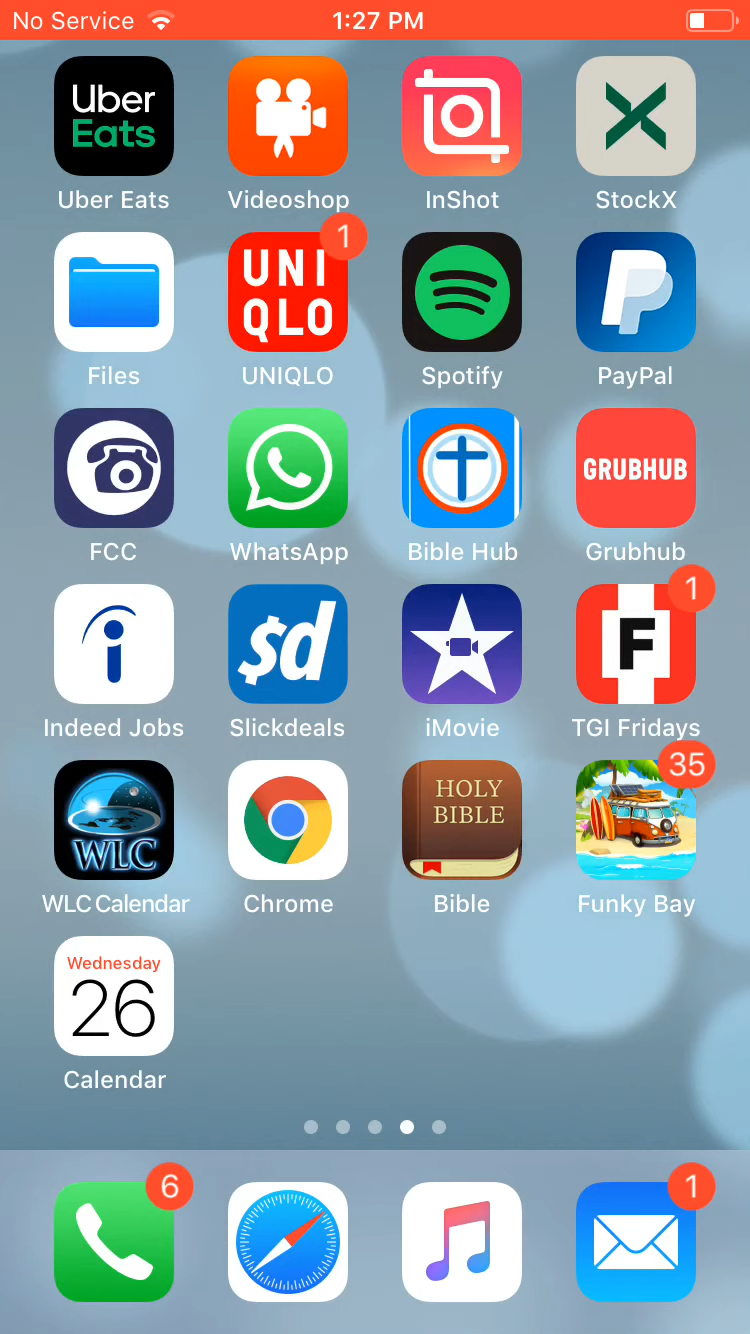 No Service 1:27 PM
Uber Eats
Uber Eats Videoshop InShot StockX
1
UNI
QLO
Files UNIQLO Spotify PayPal
GRUBHUB
FCC WhatsApp Bible Hub Grubhub
1
i $d F
Indeed Jobs Slickdeals iMovie TGI Fridays
35
HOLY
BIBLE
WLC
WLC Calendar Chrome Bible Funky Bay
Wednesday
26
Calendar
6 1